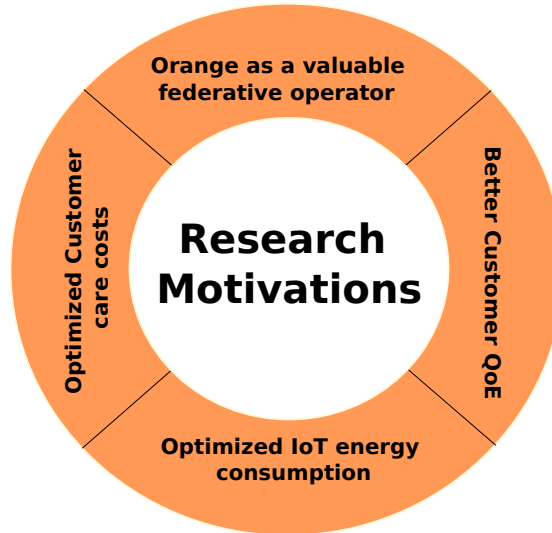 Orange as a valuable
federative operator
Better Customer QoE
Research
Motivations
Optimized Customer
care costs
Optimized IoT energy
consumption